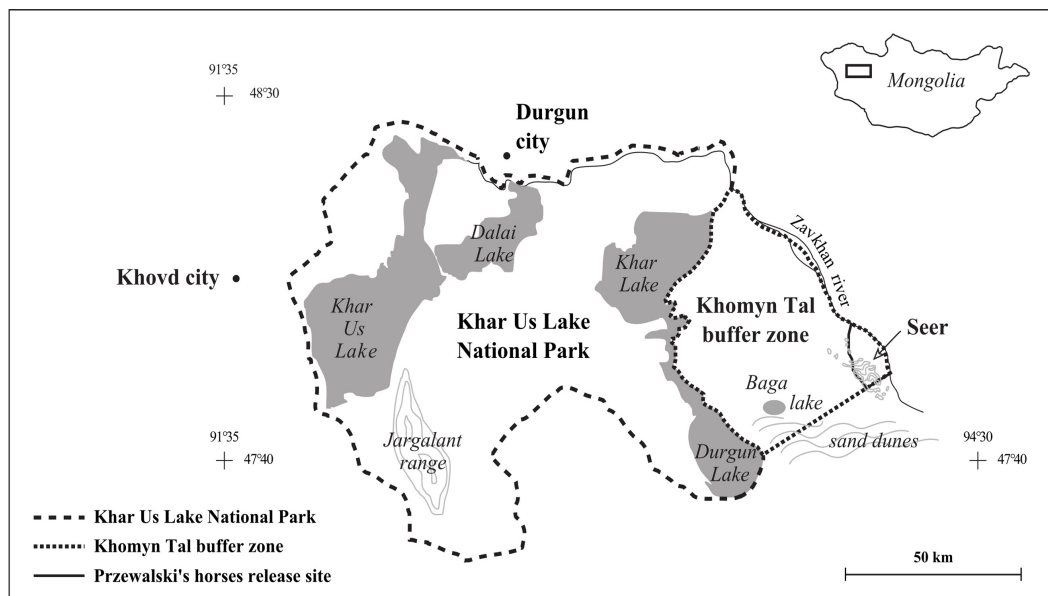 91°35
48°30
Mongolia
Durgun
city
Zavkhan river
Dalai
Lake
Khovd city
Khar
Us
Lake
Khar
Lake
Khomyn Tal
buffer zone
Khar Us Lake
National Park
Seer
Baga
lake
Jargalant
range
sand dunes
Durgun
Lake
91°35
47°40
94°30
47°40
Khar Us Lake National Park
Khomyn Tal buffer zone
Przewalski's horses release site
50 km